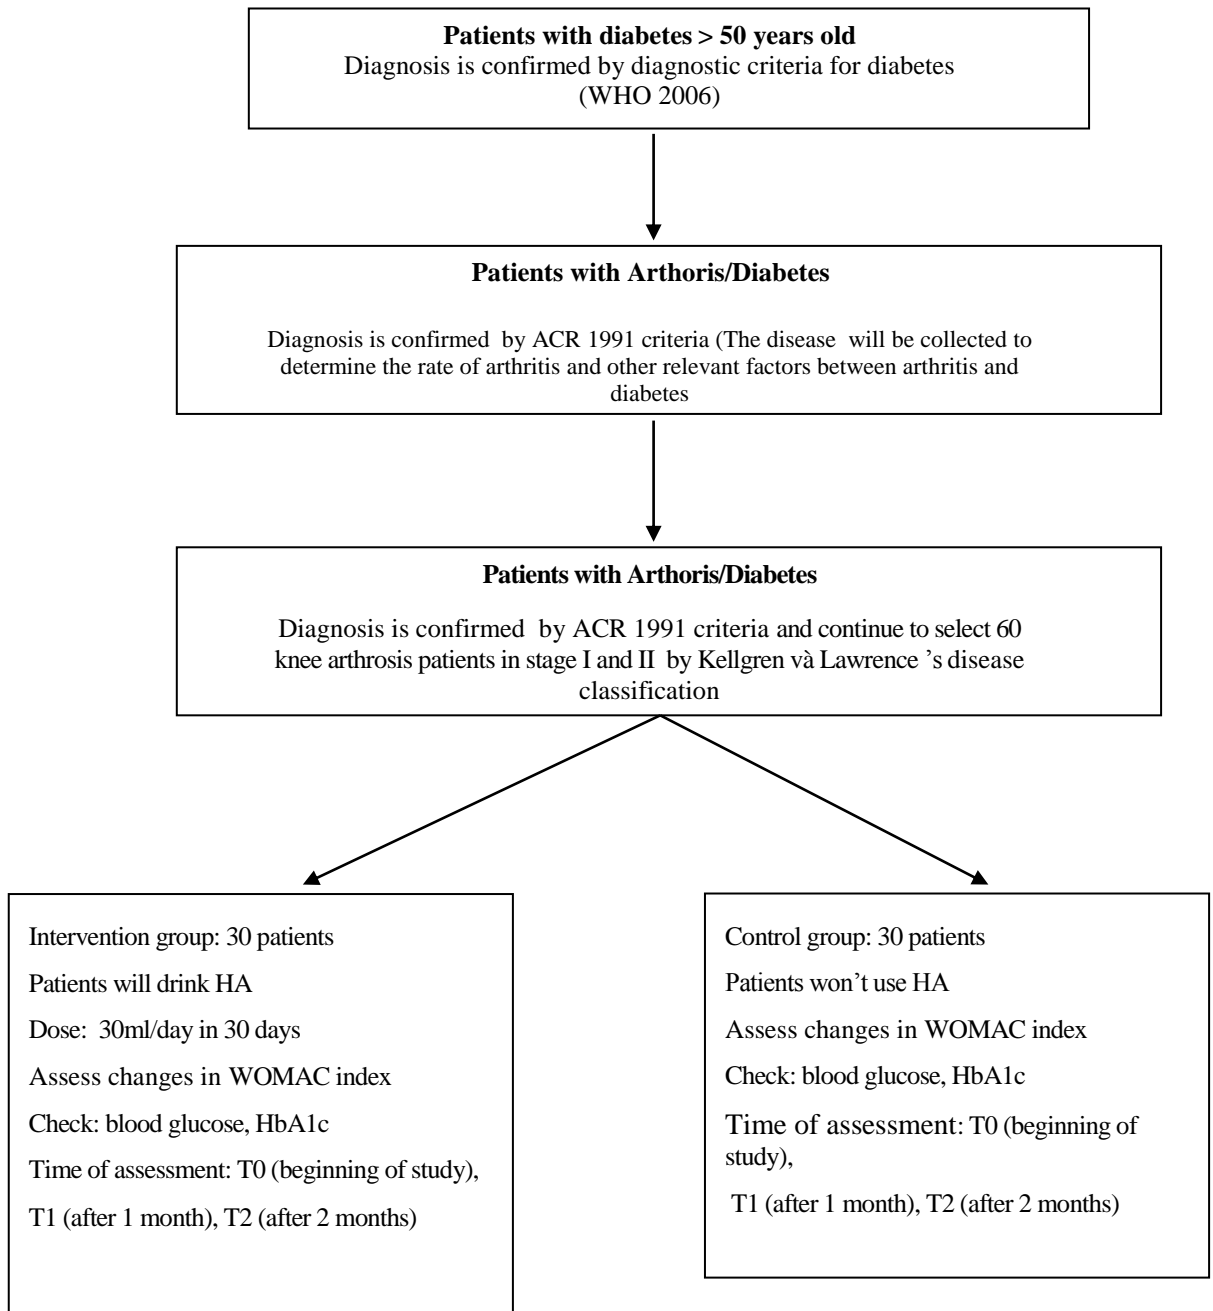 Patients with diabetes > 50 years old
Diagnosis is confirmed by diagnostic criteria for diabetes
(WHO 2006)
Patients with Arthoris/Diabetes
Diagnosis is confirmed by ACR 1991 criteria (The disease will be collected to
determine the rate of arthritis and other relevant factors between arthritis and
diabetes
Patients with Arthoris/Diabetes
Diagnosis is confirmed by ACR 1991 criteria and continue to select 60
knee arthrosis patients in stage I and II by Kellgren và Lawrence 's disease
classification
Intervention group: 30 patients
Patients will drink HA
Dose: 30ml/day in 30 days
Assess changes in WOMAC index
Check: blood glucose, HbA1c
Time of assessment: T0 (beginning of study),
T1 (after 1 month), T2 (after 2 months)
Control group: 30 patients
Patients won't use HA
Assess changes in WOMAC index
Check: blood glucose, HbA1c
Time of assessment: T0 (beginning of
study),
T1 (after 1 month), T2 (after 2 months)